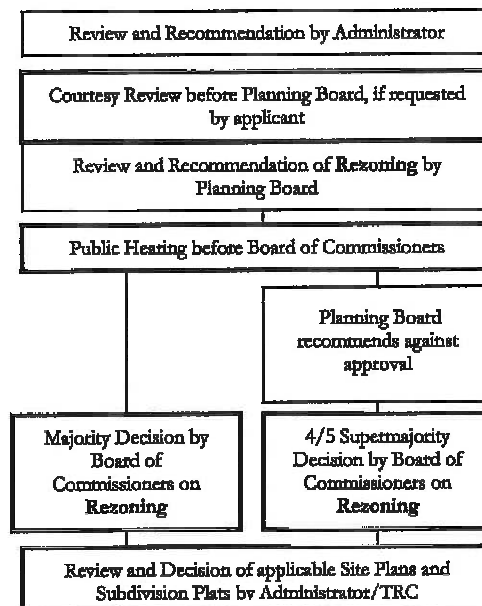 Review and Recommendation by Administrator
Courtesy Review before Planning Board, if requested
by applicant
Review and Recommendation of Rezoning by
Planning Board
Public Hearing before Board of Commissioners
Planning Board
recommends against
approval
Majority Decision by
Board of
Commissioners on
Rezoning
4/5 Supermajority
Decision by Board of
Commissioners on
Rezoning
Review and Decision of applicable Site Plans and
Subdivision Plats by Administrator/TRC